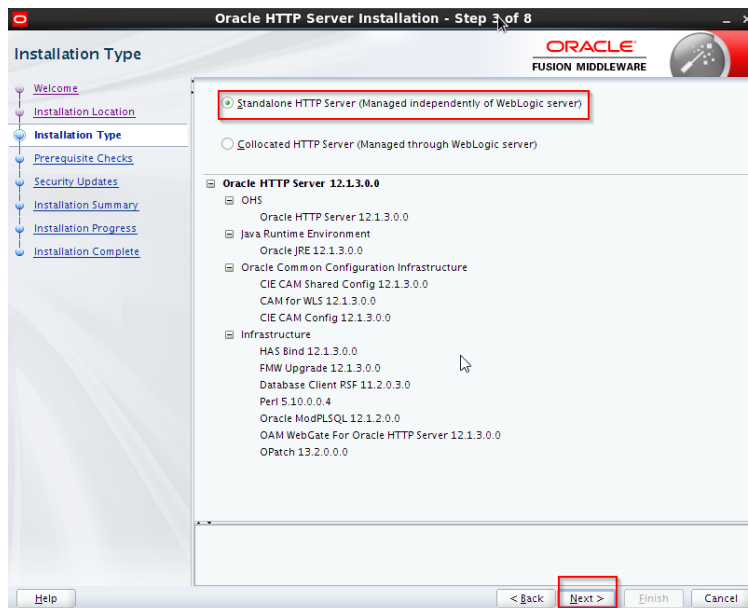 Oracle HTTP Server Installation - Step 3 of 8
Installation Type
ORACLE
FUSION MIDDLEWARE
Welcome
Installation Location
Installation Type
Prerequisite Checks
Security Updates
Installation Summary
Installation Progress
Installation Complete
Standalone HTTP Server (Managed independently of WebLogic server)
Collocated HTTP Server (Managed through WebLogic server)
Oracle HTTP Server 12.1.3.0.0
OHS
Oracle HTTP Server 12.1.3.0.0
Java Runtime Environment
Oracle JRE 12.1.3.0.0
Oracle Common Configuration Infrastructure
CIE CAM Shared Config 12.1.3.0.0
CAM for WLS 12.1.3.0.0
CIE CAM Config 12.1.3.0.0
Infrastructure
HAS Bind 12.1.3.0.0
FMW Upgrade 12.1.3.0.0
Database Client RSF 11.2.0.3.0
Perl 5.10.0.0.4
Oracle ModPLSQL 12.1.2.0.0
OAM WebGate For Oracle HTTP Server 12.1.3.0.0
OPatch 13.2.0.0.0
Help
< Back
Next >
Finish
Cancel